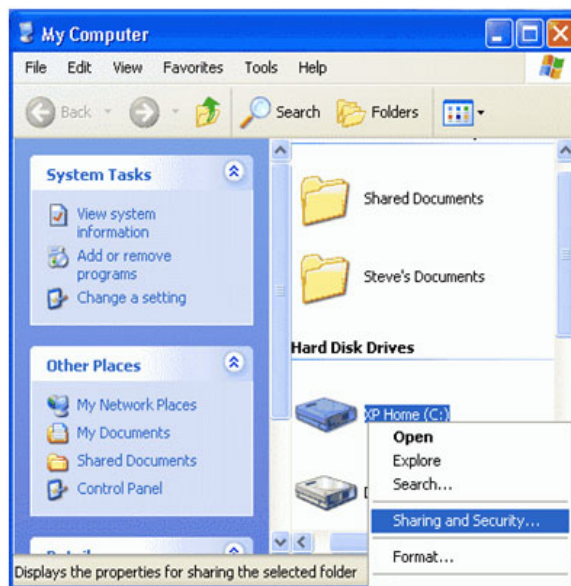 My Computer
File Edit View Favorites Tools Help
Back Search Folders
System Tasks
View system
information
Add or remove
programs
Change a setting
Other Places
My Network Places
My Documents
Shared Documents
Control Panel
Shared Documents
Steve's Documents
Hard Disk Drives
XP Home (C:)
Open
Explore
Search...
Sharing and Security...
Format...
Displays the properties for sharing the selected folder